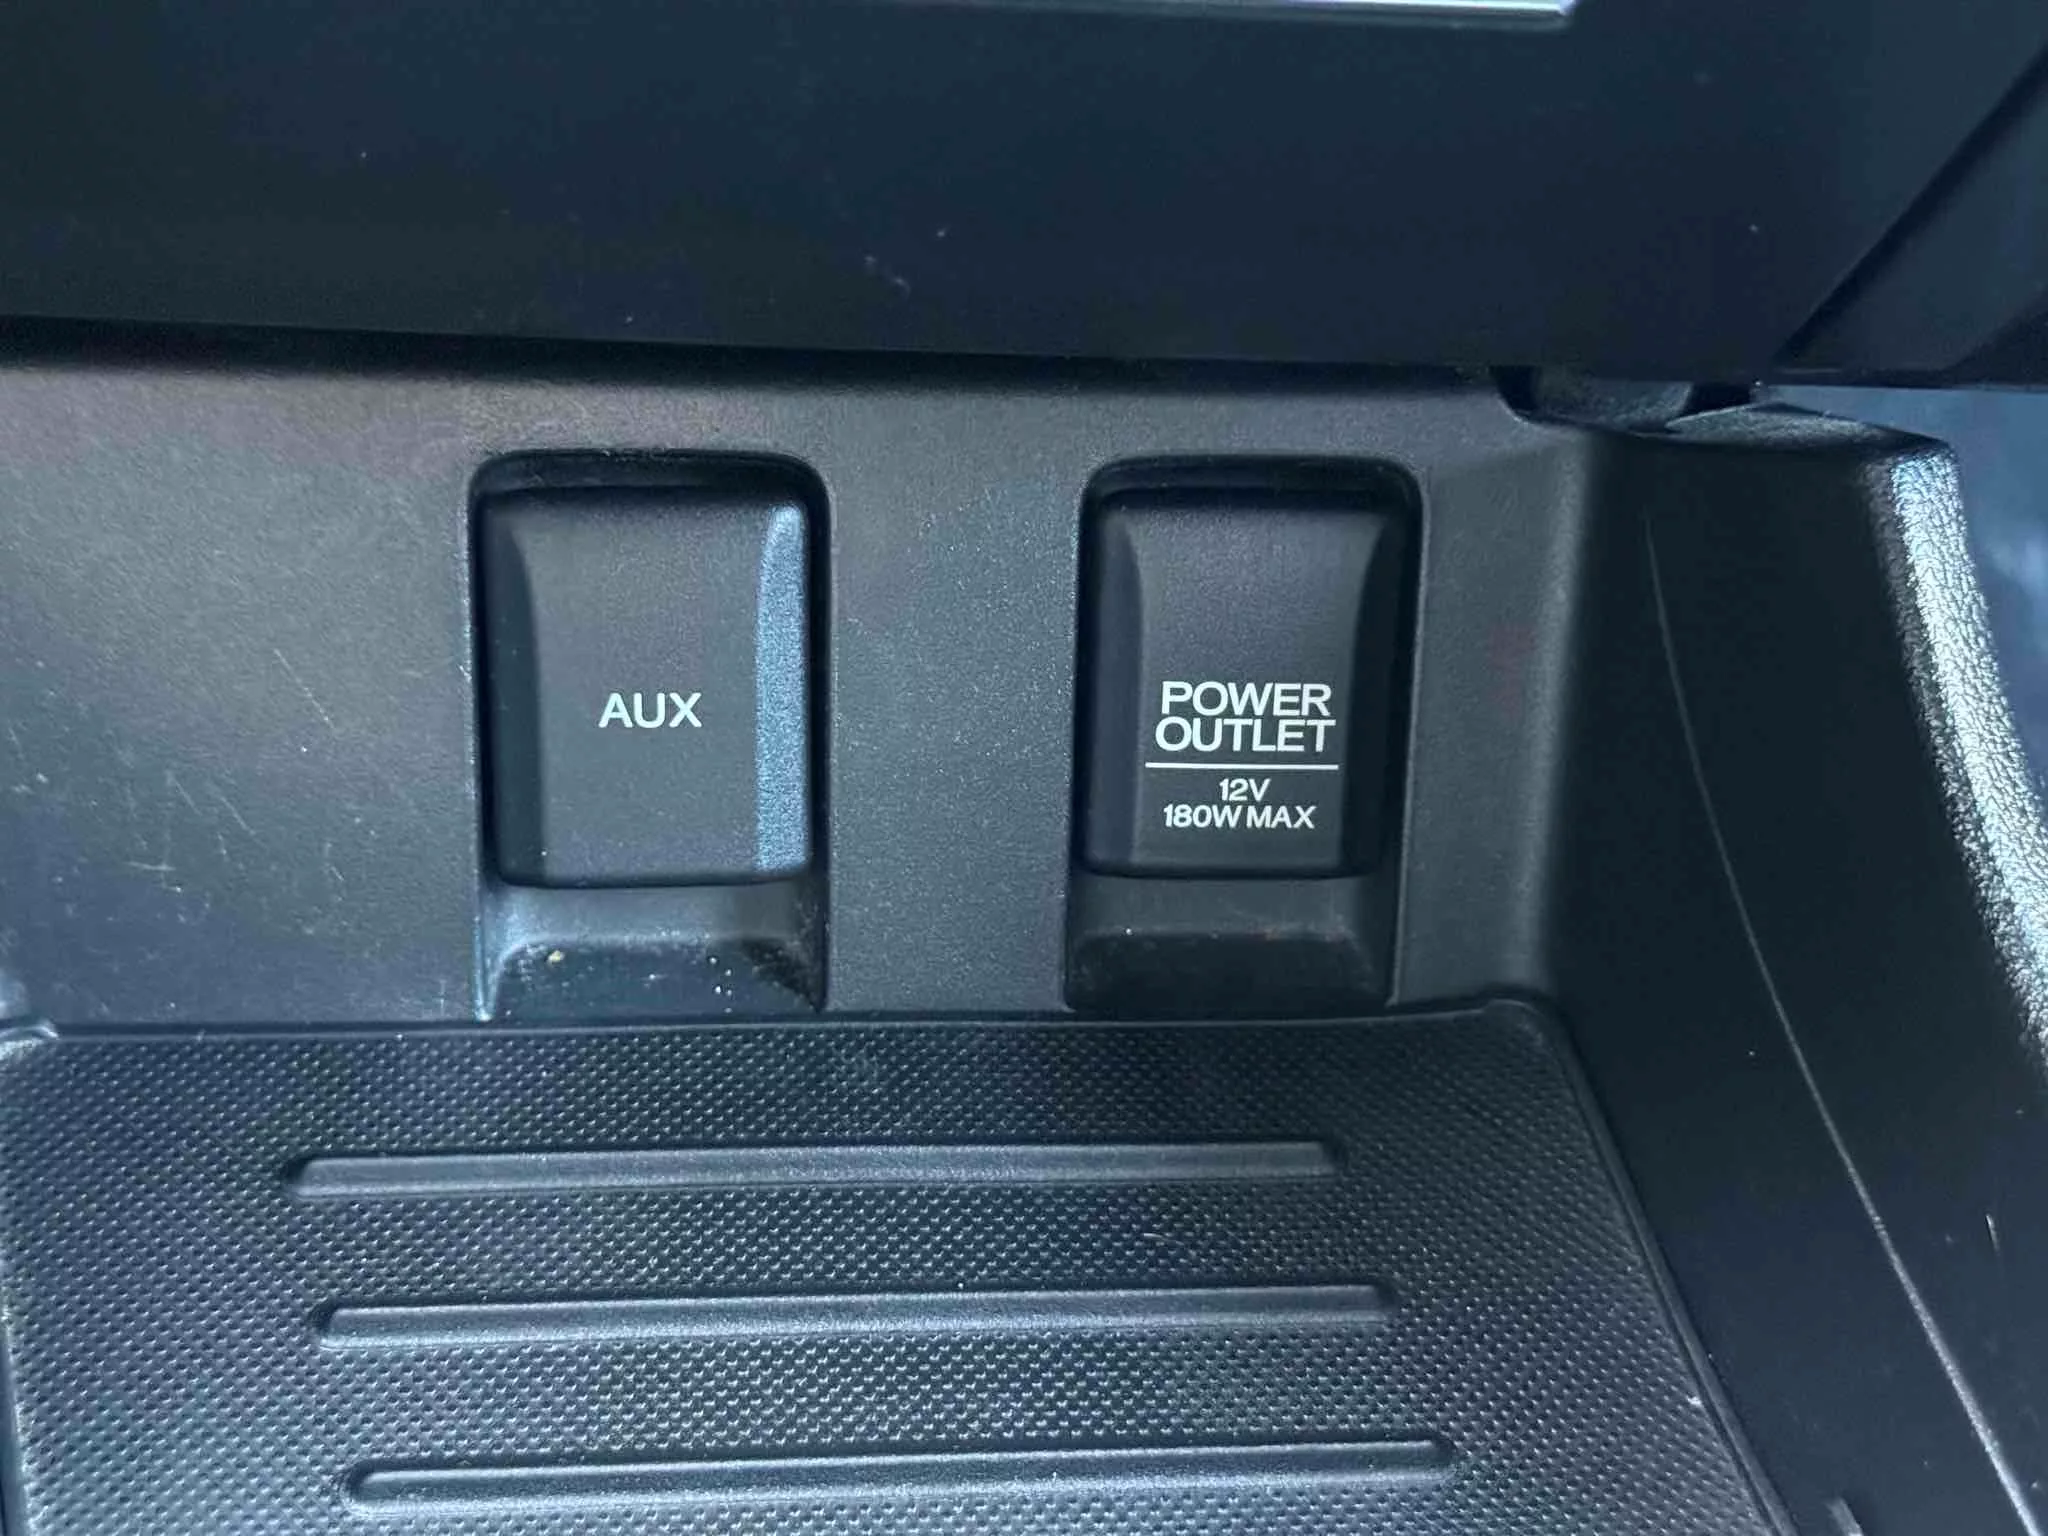 AUX
POWER
OUTLET
12V
180W MAX